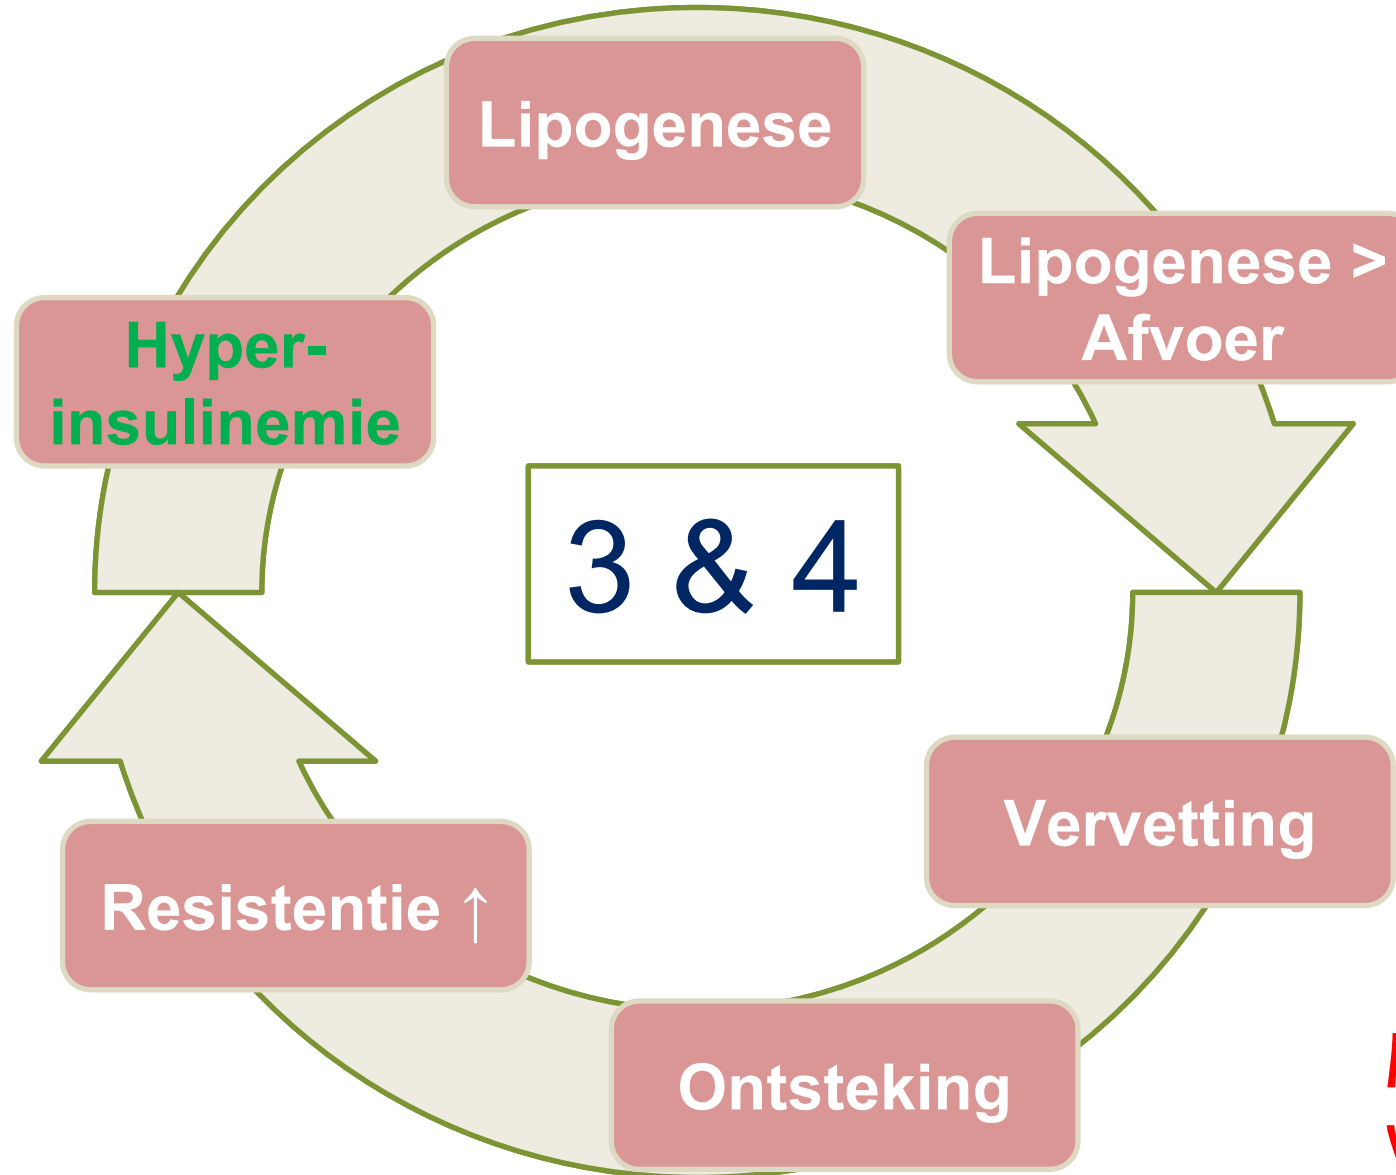 Lipogenese
Lipogenese >
Afvoer
Hyper-
insulinemie
3 & 4
Vervetting
Resistentie ↑
Ontsteking